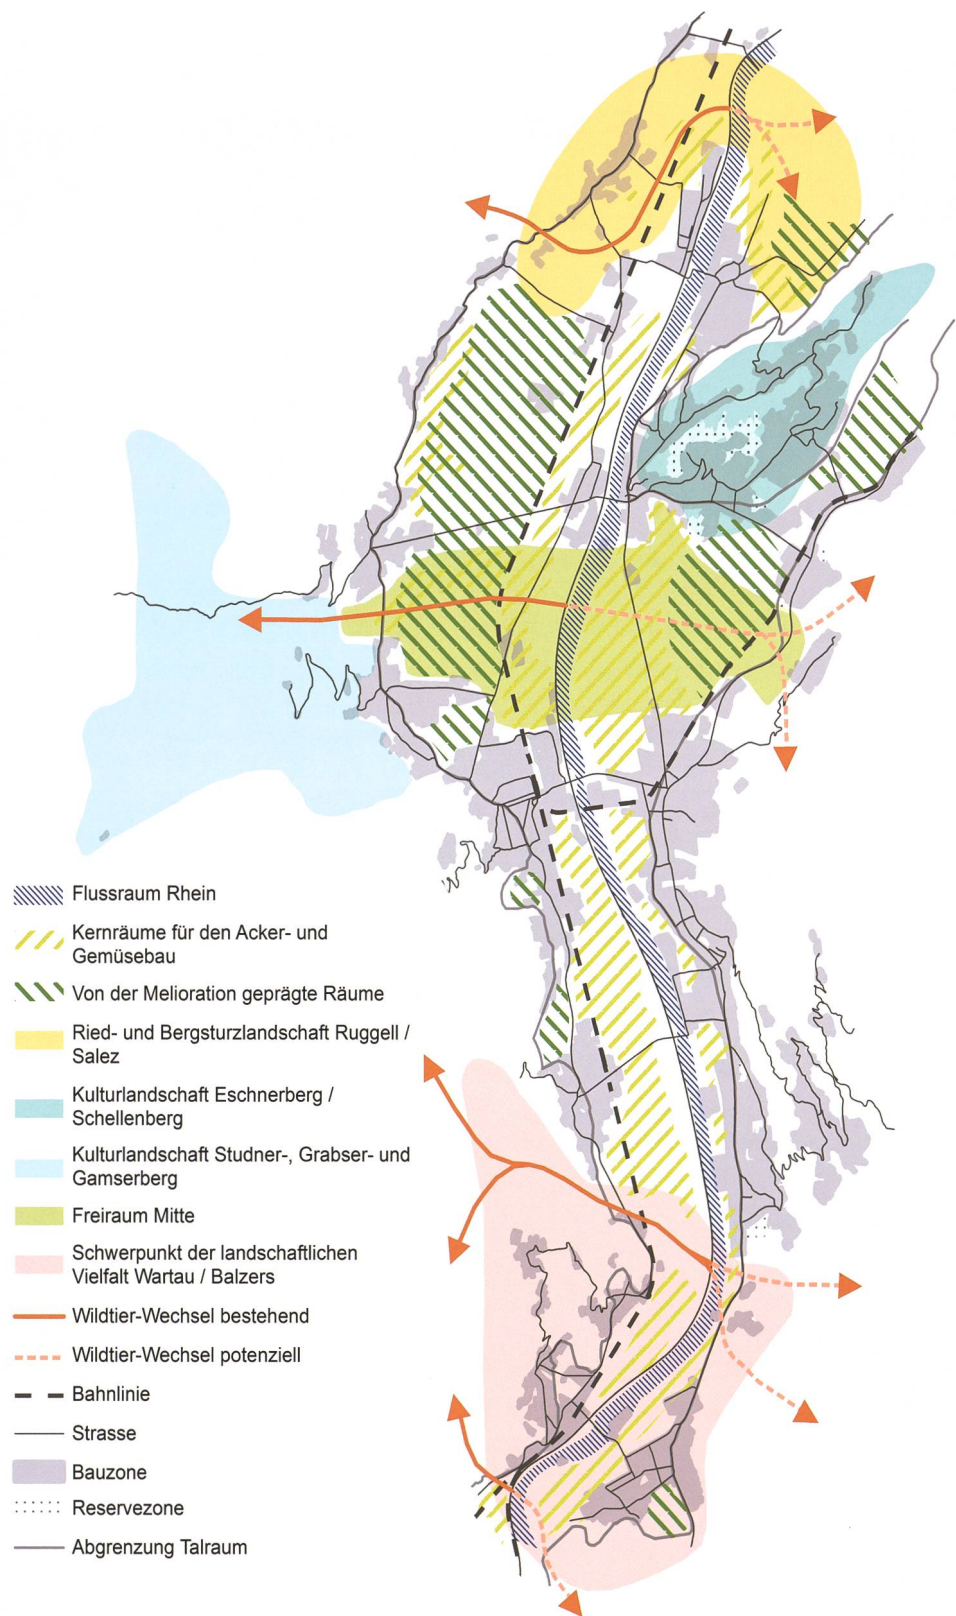 Flussraum Rhein
Kernräume für den Acker- und
Gemüsebau
Von der Melioration geprägte Räume
Ried- und Bergsturzlandschaft Ruggell /
Salez
Kulturlandschaft Eschnerberg /
Schellenberg
Kulturlandschaft Studner-, Grabser- und
Gamserberg
Freiraum Mitte
Schwerpunkt der landschaftlichen
Vielfalt Wartau / Balzers
Wildtier-Wechsel bestehend
Wildtier-Wechsel potenziell
Bahnlinie
Strasse
Bauzone
Reservezone
Abgrenzung Talraum